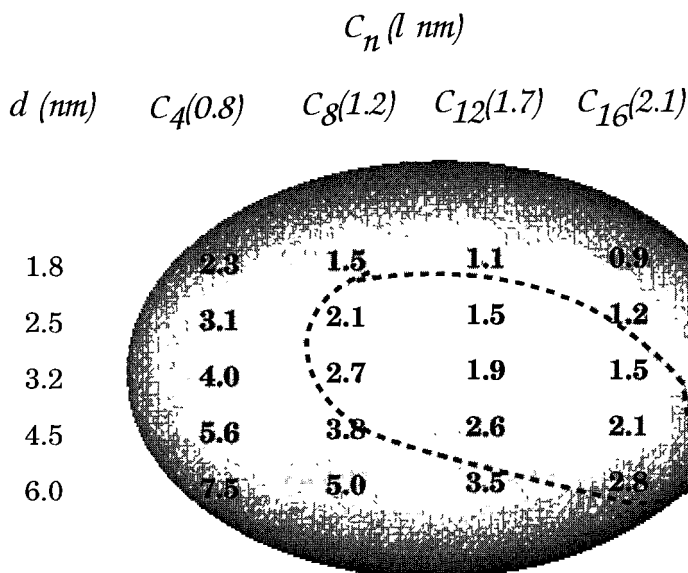 Cn (l nm)
d (nm) C4(0.8) C8(1.2) C12(1.7) C16(2.1)
1.8 2.3 1.5 1.1 0.9
2.5 3.1 2.1 1.5 1.2
3.2 4.0 2.7 1.9 1.5
4.5 5.6 3.8 2.6 2.1
6.0 7.5 5.0 3.5 2.8